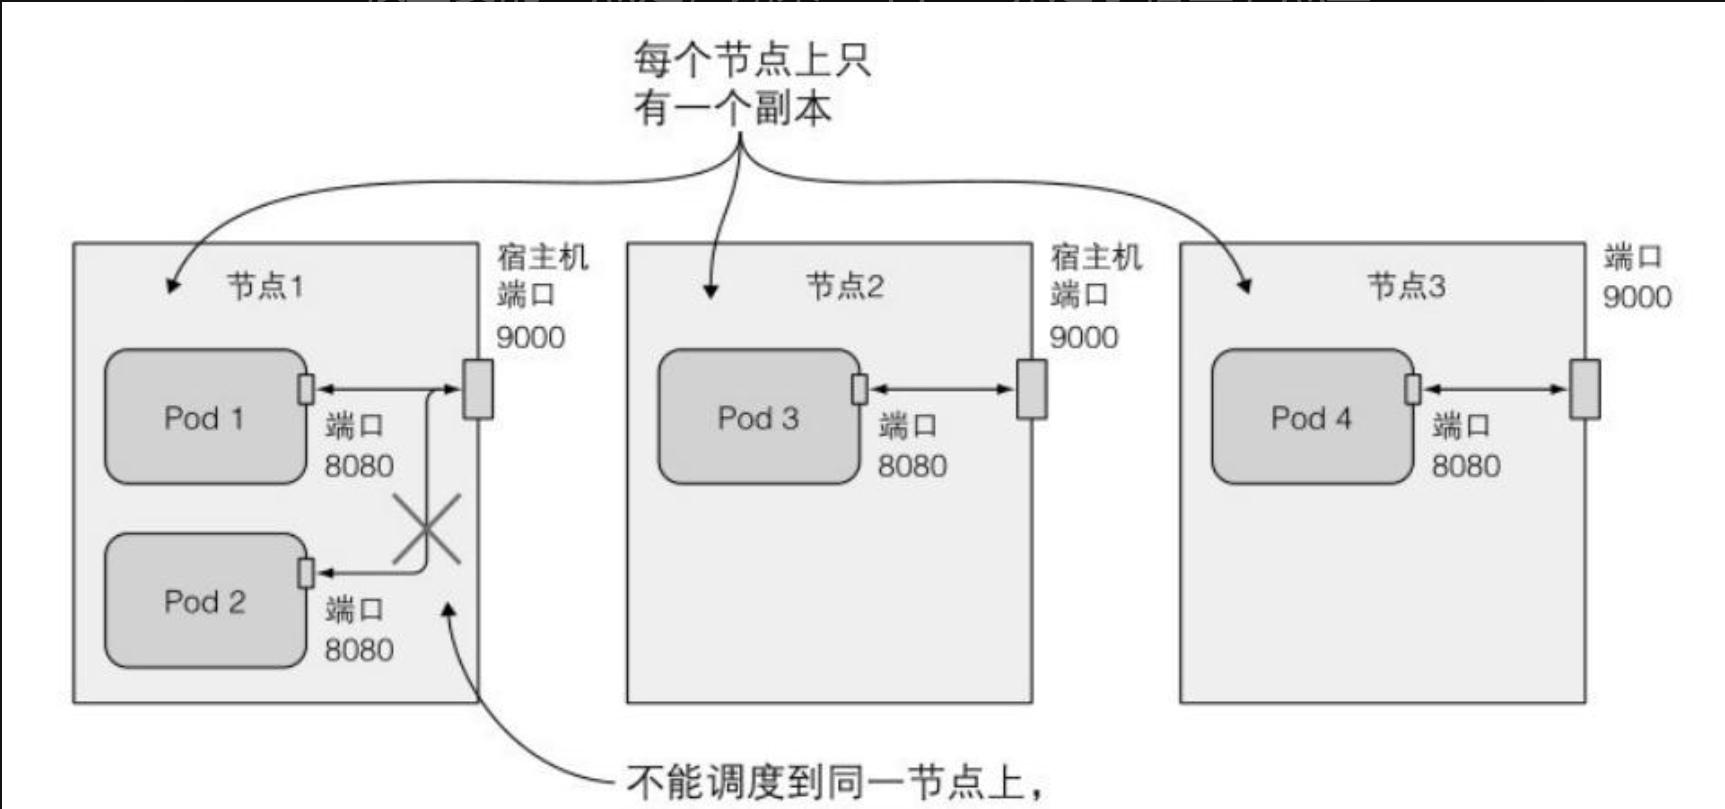 每个节点上只
有一个副本
节点1
宿主机
端口
9000
Pod 1
端口
8080
Pod 2
端口
8080
节点2
宿主机
端口
9000
Pod 3
端口
8080
节点3
端口
9000
Pod 4
端口
8080
不能调度到同一节点上，